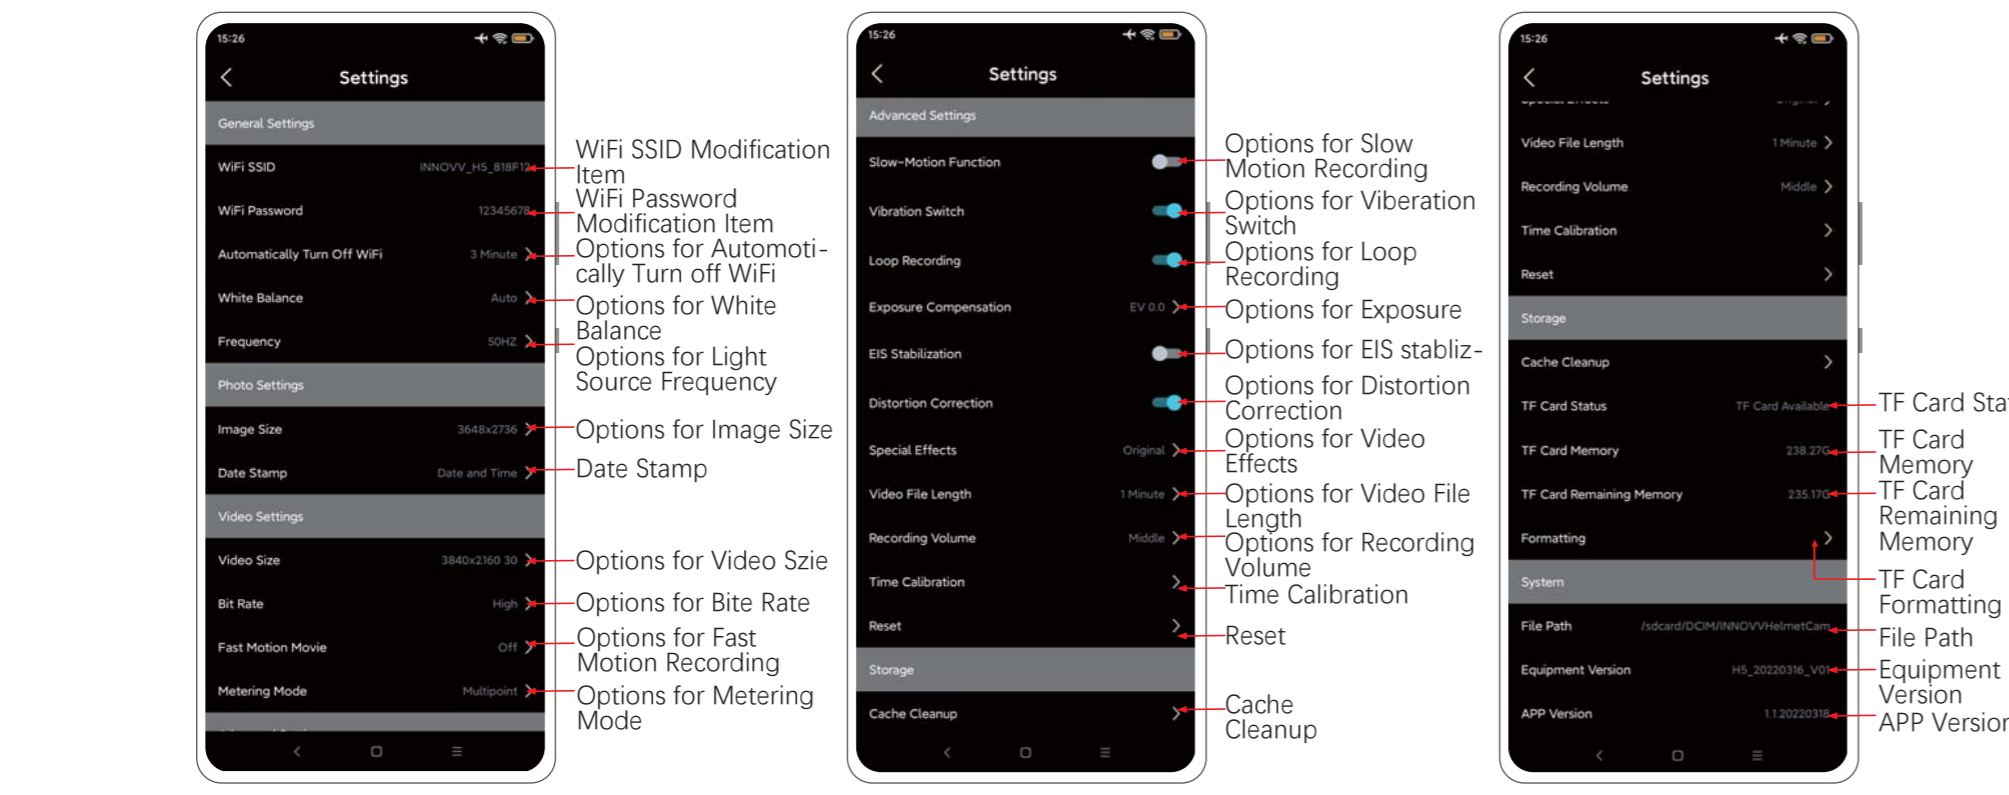 15:26
Settings
General Settings
WiFi SSID INNOVV_H5_818F12
WiFi Password 12345678
Automatically Turn Off WiFi 3 Minute
White Balance Auto
Frequency 50HZ
Photo Settings
Image Size 3648x2736
Date Stamp Date and Time
Video Settings
Video Size 3840x2160 30
Bit Rate High
Fast Motion Movie Off
Metering Mode Multipoint
WiFi SSID Modification
Item
WiFi Password
Modification Item
Options for Automoti-
cally Turn off WiFi
Options for White
Balance
Options for Light
Source Frequency
Options for Image Size
Date Stamp
Options for Video Szie
Options for Bite Rate
Options for Fast
Motion Recording
Options for Metering
Mode
15:26
Settings
Advanced Settings
Slow-Motion Function
Vibration Switch
Loop Recording
Exposure Compensation EV 0.0
EIS Stabilization
Distortion Correction
Special Effects Original
Video File Length 1 Minute
Recording Volume Middle
Time Calibration
Reset
Storage
Cache Cleanup
Options for Slow
Motion Recording
Options for Viberation
Switch
Options for Loop
Recording
Options for Exposure
Options for EIS stabliz-
Options for Distortion
Correction
Options for Video
Effects
Options for Video File
Length
Options for Recording
Volume
Time Calibration
Reset
Cache
Cleanup
15:26
Settings
Video File Length 1 Minute
Recording Volume Middle
Time Calibration
Reset
Storage
Cache Cleanup
TF Card Status TF Card Available
TF Card Memory 238.27G
TF Card Remaining Memory 235.17G
Formatting
System
File Path /sdcard/DCIM/INNOVVHelmetCam
Equipment Version H5_20220316_V01
APP Version 1.1.20220318
TF Card Stat
TF Card
Memory
TF Card
Remaining
Memory
TF Card
Formatting
File Path
Equipment
Version
APP Version